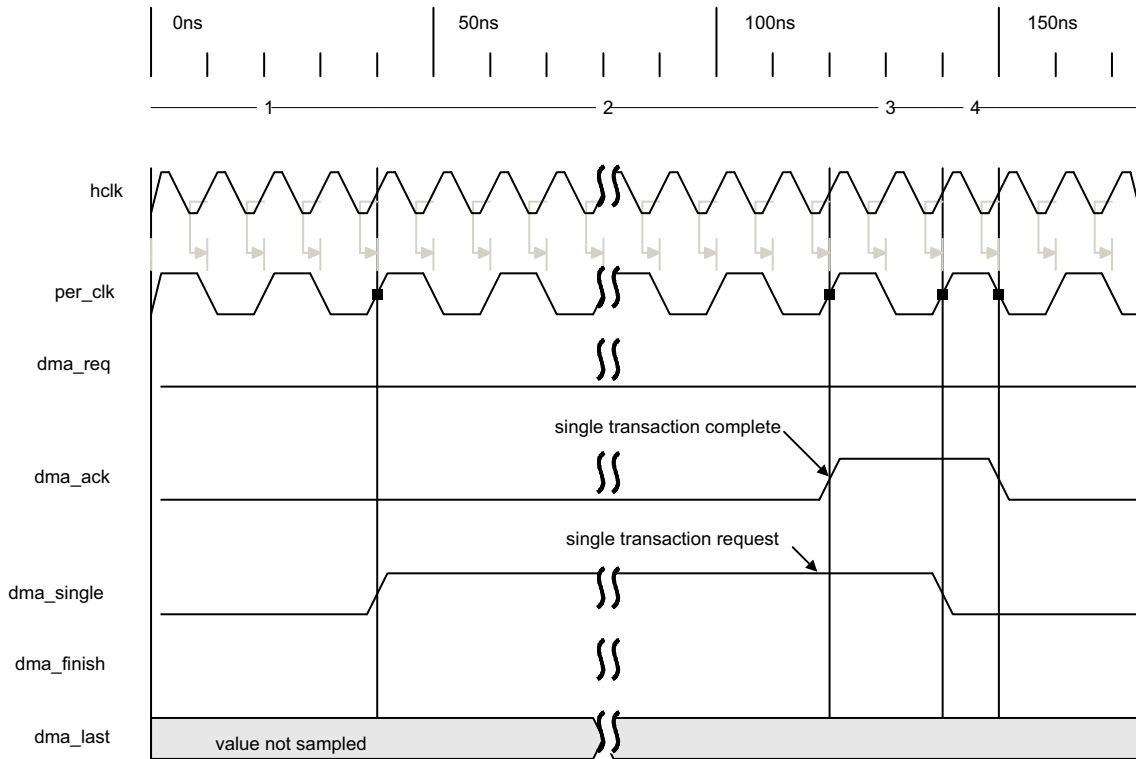 0ns 50ns 100ns 150ns
1 2 3 4
hclk
per_clk
dma_req
single transaction complete
dma_ack
single transaction request
dma_single
dma_finish
dma_last
value not sampled